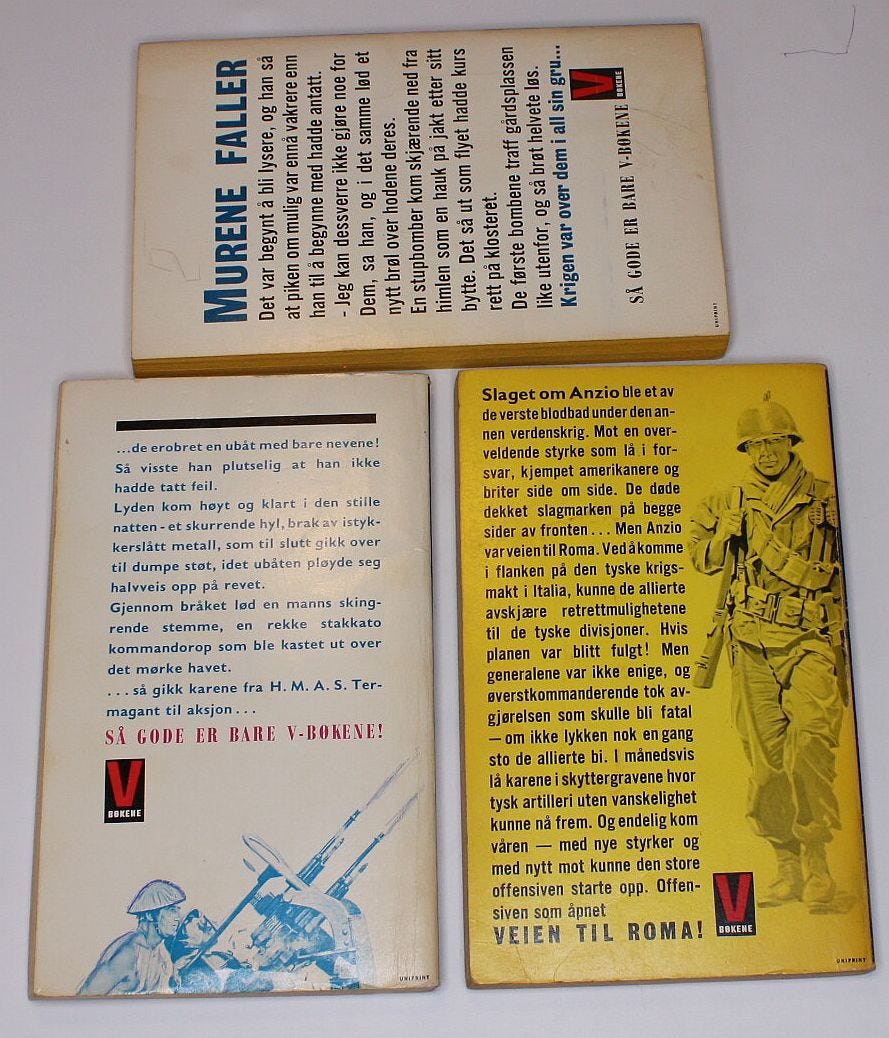 MURENE FALLER
Det var begynt å bli lysere, og han så
at piken om mulig var ennå vakrere enn
han til å begynne med hadde antatt.
- Jeg kan dessverre ikke gjøre noe for
Dem, sa han, og i det samme lød et
nytt brøl over hodene deres.
En stupbomber kom skjærende ned fra
himlen som en hauk på jakt etter sitt
bytte. Det så ut som flyet hadde kurs
rett på klosteret.
De første bombene traff gårdsplassen
like utenfor, og så brøt helvete løs.
Krigen var over dem i all sin gru...
SÅ GODE ER BARE V-BØKENE
V
BØKENE
UNIPRINT
...de erobret en ubåt med bare nevene!
Så visste han plutselig at han ikke
hadde tatt feil.
Lyden kom høyt og klart i den stille
natten - et skurrende hyl, brak av istyk-
kerslått metall, som til slutt gikk over
til dumpe støt, idet ubåten pløyde seg
halvveis opp på revet.
Gjennom bråket lød en manns sking-
rende stemme, en rekke stakkato
kommandorop som ble kastet ut over
det mørke havet.
...så gikk karene fra H. M. A. S. Ter-
magant til aksjon...
SÅ GODE ER BARE V-BØKENE!
V
BØKENE
UNIPRINT
Slaget om Anzio ble et av
de verste blodbad under den an-
nen verdenskrig. Mot en over-
veldende styrke som lå i for-
svar, kjempet amerikanere og
briter side om side. De døde
dekket slagmarken på begge
sider av fronten... Men Anzio
var veien til Roma. Ved å komme
i flanken på den tyske krigs-
makt i Italia, kunne de allierte
avskjære retrettmulighetene
til de tyske divisjoner. Hvis
planen var blitt fulgt! Men
generalene var ikke enige, og
øverstkommanderende tok av-
gjørelsen som skulle bli fatal
— om ikke lykken nok en gang
sto de allierte bi. I månedsvis
lå karene i skyttergravene hvor
tysk artilleri uten vanskelighet
kunne nå frem. Og endelig kom
våren — med nye styrker og
med nytt mot kunne den store
offensiven starte opp. Offen-
siven som åpnet
VEIEN TIL ROMA!
V
BØKENE
UNIPRINT